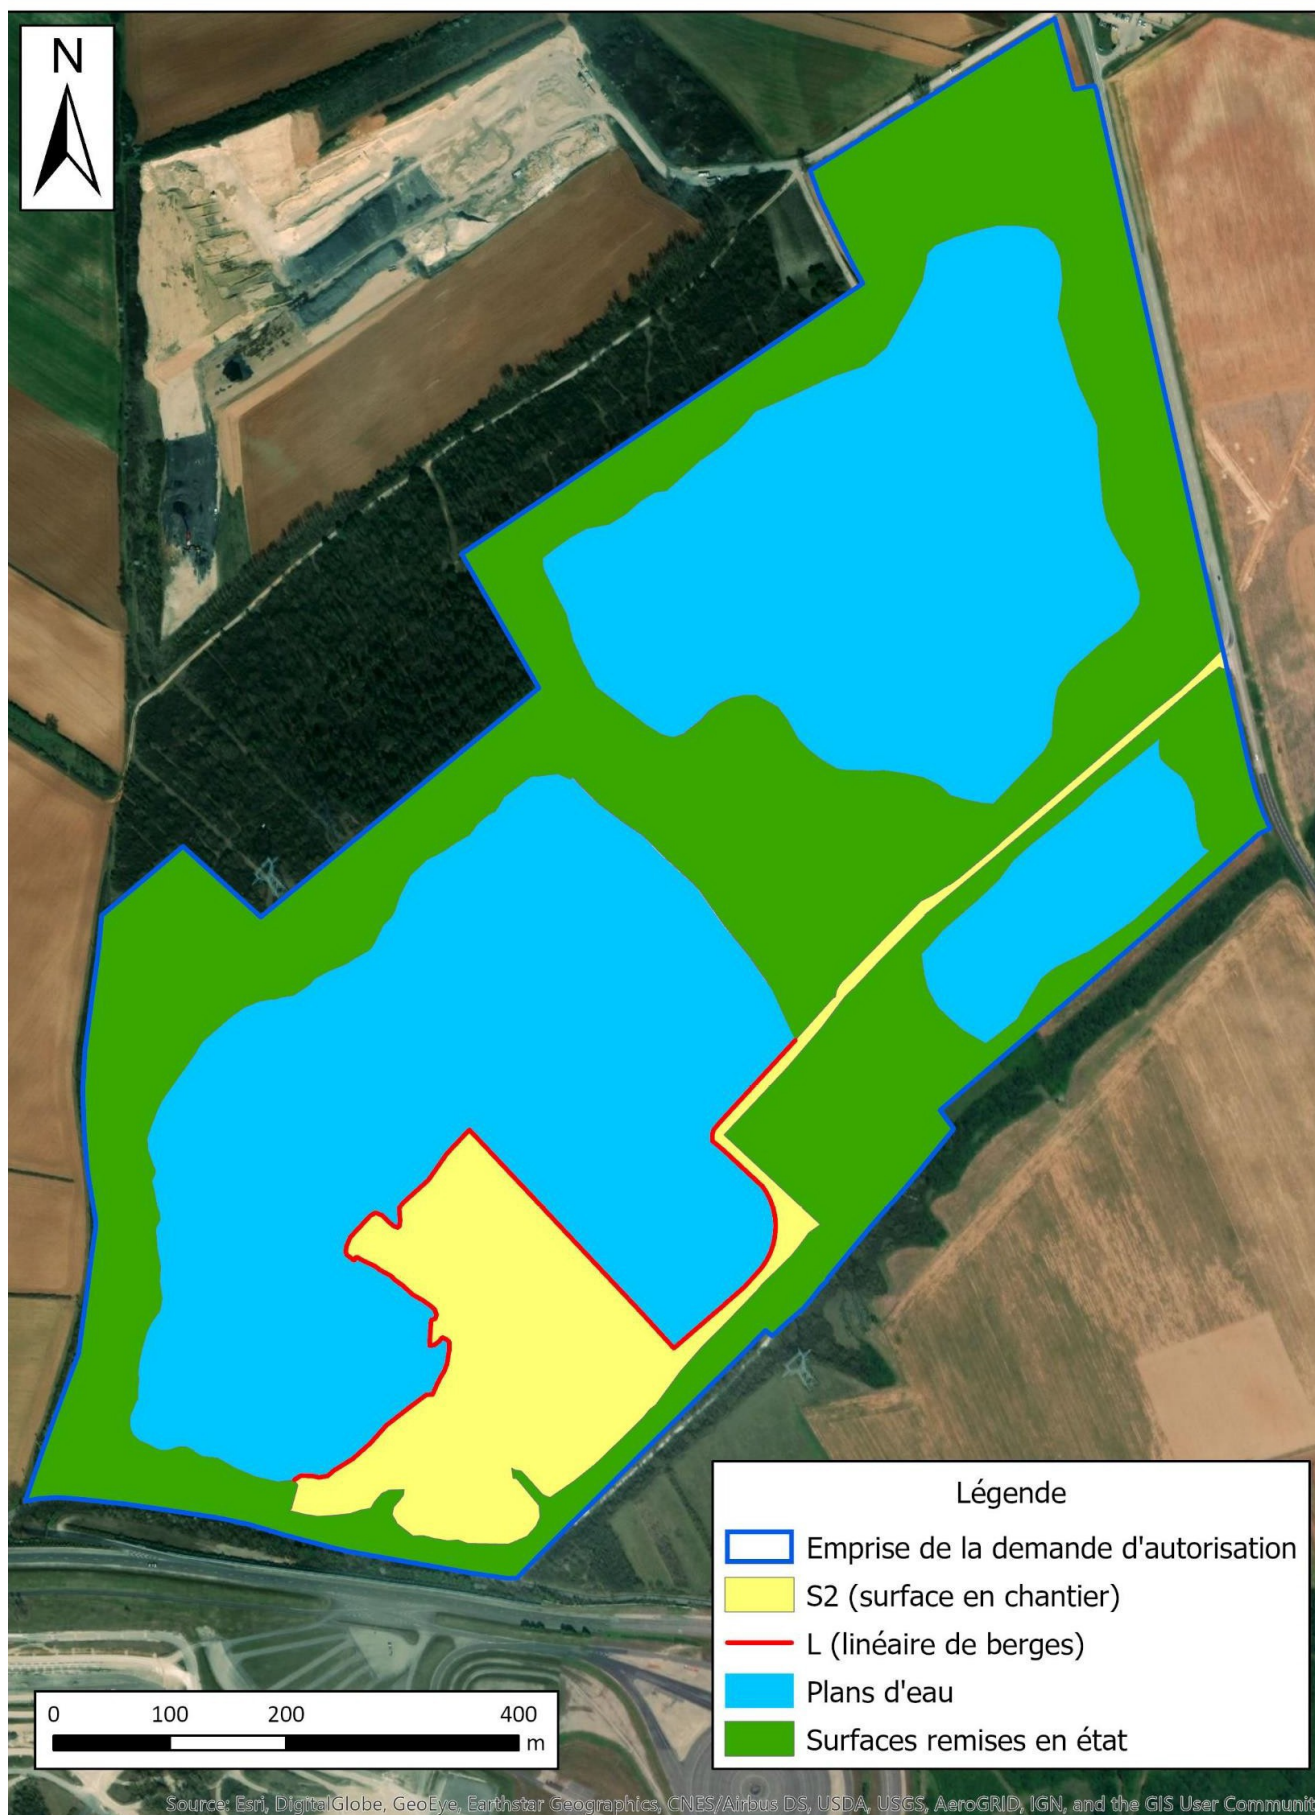 N
Légende
Emprise de la demande d'autorisation
S2 (surface en chantier)
L (linéaire de berges)
Plans d'eau
Surfaces remises en état
0 100 200 400
m
Source: Esri, DigitalGlobe, GeoEye, Earthstar Geographics, CNES/Airbus DS, USDA, USGS, AeroGRID, IGN, and the GIS User Communi